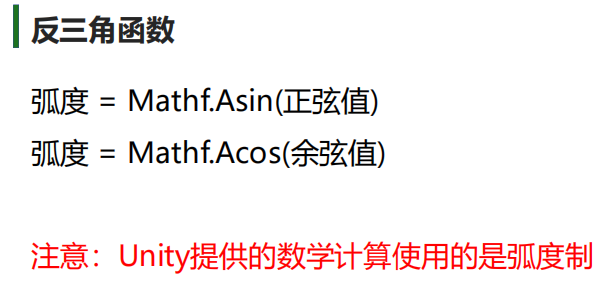 反三角函数
弧度 = Mathf.Asin(正弦值)
弧度 = Mathf.Acos(余弦值)
注意：Unity提供的数学计算使用的是弧度制